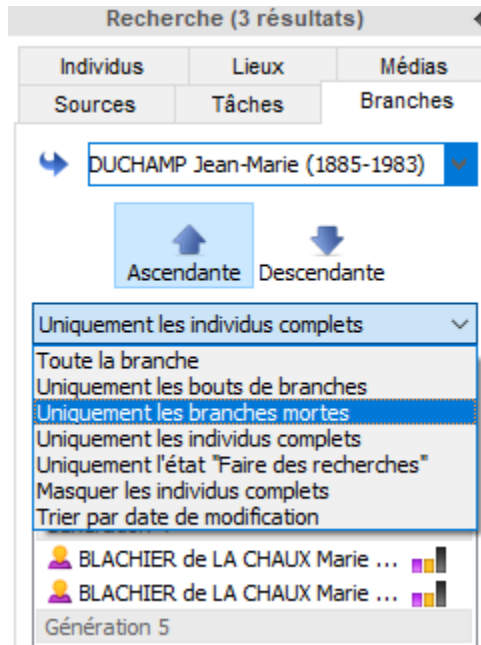 Recherche (3 résultats)
Individus Lieux Médias
Sources Tâches Branches
DUCHAMP Jean-Marie (1885-1983)
Ascendante Descendante
Uniquement les individus complets
Toute la branche
Uniquement les bouts de branches
Uniquement les branches mortes
Uniquement les individus complets
Uniquement l'état "Faire des recherches"
Masquer les individus complets
Trier par date de modification
BLACHIER de LA CHAUX Marie ...
BLACHIER de LA CHAUX Marie ...
Génération 5